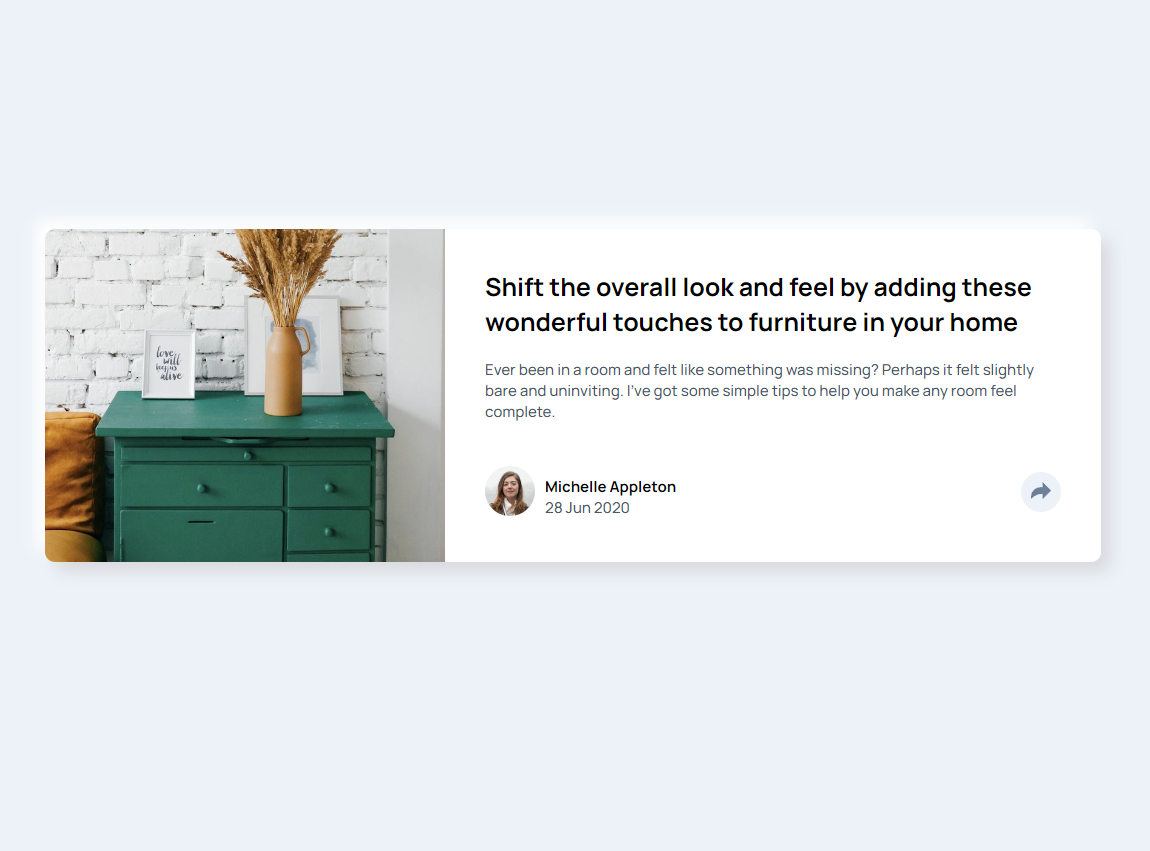 love
will
keep us
alive
Shift the overall look and feel by adding these
wonderful touches to furniture in your home
Ever been in a room and felt like something was missing? Perhaps it felt slightly
bare and uninviting. I’ve got some simple tips to help you make any room feel
complete.
Michelle Appleton
28 Jun 2020